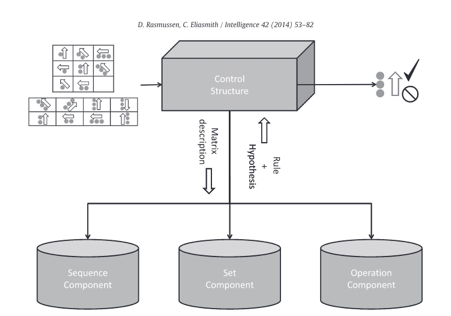 D. Rasmussen, C. Eliasmith / Intelligence 42 (2014) 53–82
Control
Structure
Matrix
description
Rule
+
Hypothesis
Sequence
Component
Set
Component
Operation
Component